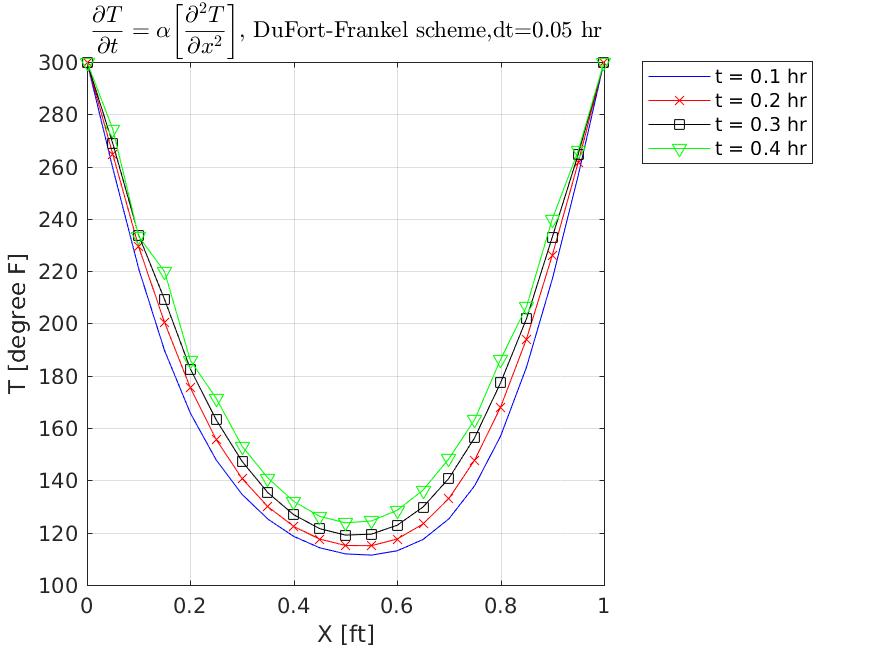 ∂T/∂t = α[∂²T/∂x²], DuFort-Frankel scheme,dt=0.05 hr
300
280
260
240
220
200
180
160
140
120
100
T [degree F]
0 0.2 0.4 0.6 0.8 1
X [ft]
t = 0.1 hr
t = 0.2 hr
t = 0.3 hr
t = 0.4 hr